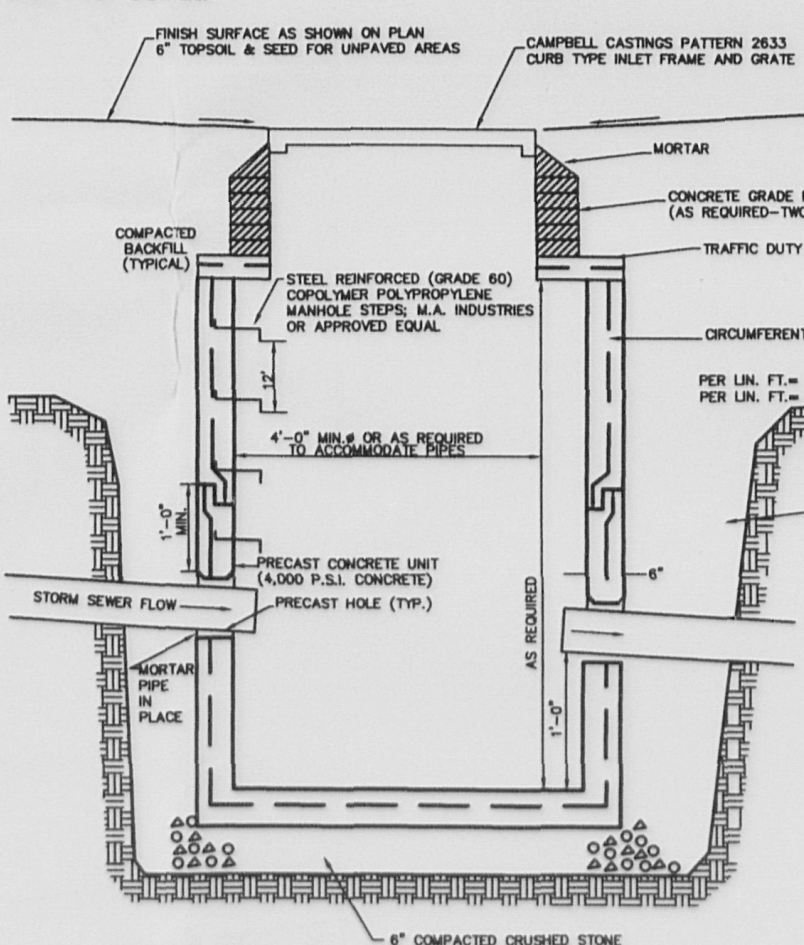 FINISH SURFACE AS SHOWN ON PLAN
6" TOPSOIL & SEED FOR UNPAVED AREAS
CAMPBELL CASTINGS PATTERN 2633
CURB TYPE INLET FRAME AND GRATE
MORTAR
CONCRETE GRADE
(AS REQUIRED-TWO
COMPACTED
BACKFILL
(TYPICAL)
TRAFFIC DUTY
STEEL REINFORCED (GRADE 60)
COPOLYMER POLYPROPYLENE
MANHOLE STEPS; M.A. INDUSTRIES
OR APPROVED EQUAL
CIRCUMFERENT
12'
PER LIN. FT.=
PER LIN. FT.=
4'-0" MIN.ø OR AS REQUIRED
TO ACCOMMODATE PIPES
1'-0"
MIN.
PRECAST CONCRETE UNIT
(4,000 P.S.I. CONCRETE)
6"
STORM SEWER FLOW
PRECAST HOLE (TYP.)
AS REQUIRED
MORTAR
PIPE
IN
PLACE
1'-0"
6" COMPACTED CRUSHED STONE